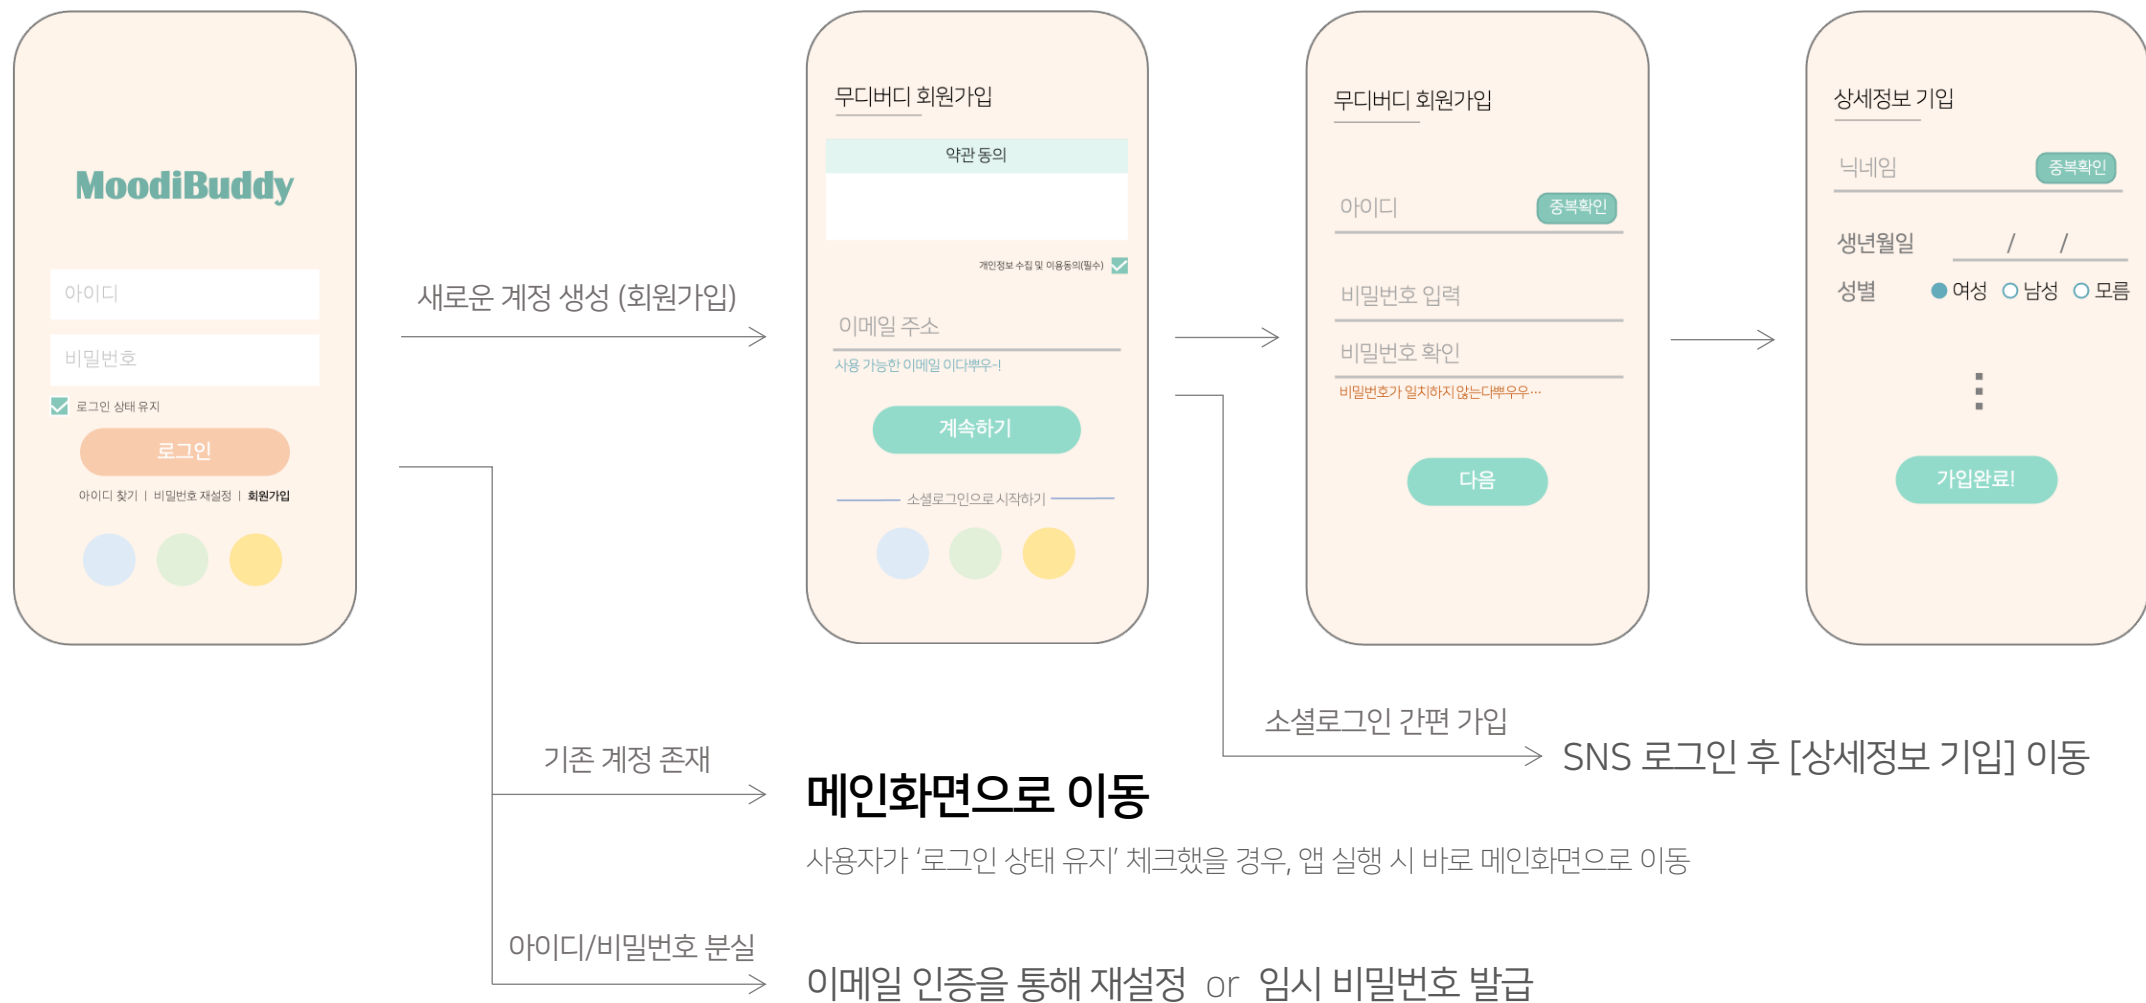 MoodiBuddy
아이디
비밀번호
로그인 상태 유지
로그인
아이디 찾기 | 비밀번호 재설정 | 회원가입
새로운 계정 생성 (회원가입)
무디버디 회원가입
약관 동의
개인정보 수집 및 이용동의(필수)
이메일 주소
사용 가능한 이메일 이다뿌우~!
계속하기
소셜로그인으로 시작하기
무디버디 회원가입
아이디 중복확인
비밀번호 입력
비밀번호 확인
비밀번호가 일치하지 않는다뿌우우…
다음
상세정보 기입
닉네임 중복확인
생년월일 / /
성별 여성 남성 모름
가입완료!
소셜로그인 간편 가입
SNS 로그인 후 [상세정보 기입] 이동
기존 계정 존재
메인화면으로 이동
사용자가 ‘로그인 상태 유지’ 체크했을 경우, 앱 실행 시 바로 메인화면으로 이동
아이디/비밀번호 분실
이메일 인증을 통해 재설정 or 임시 비밀번호 발급